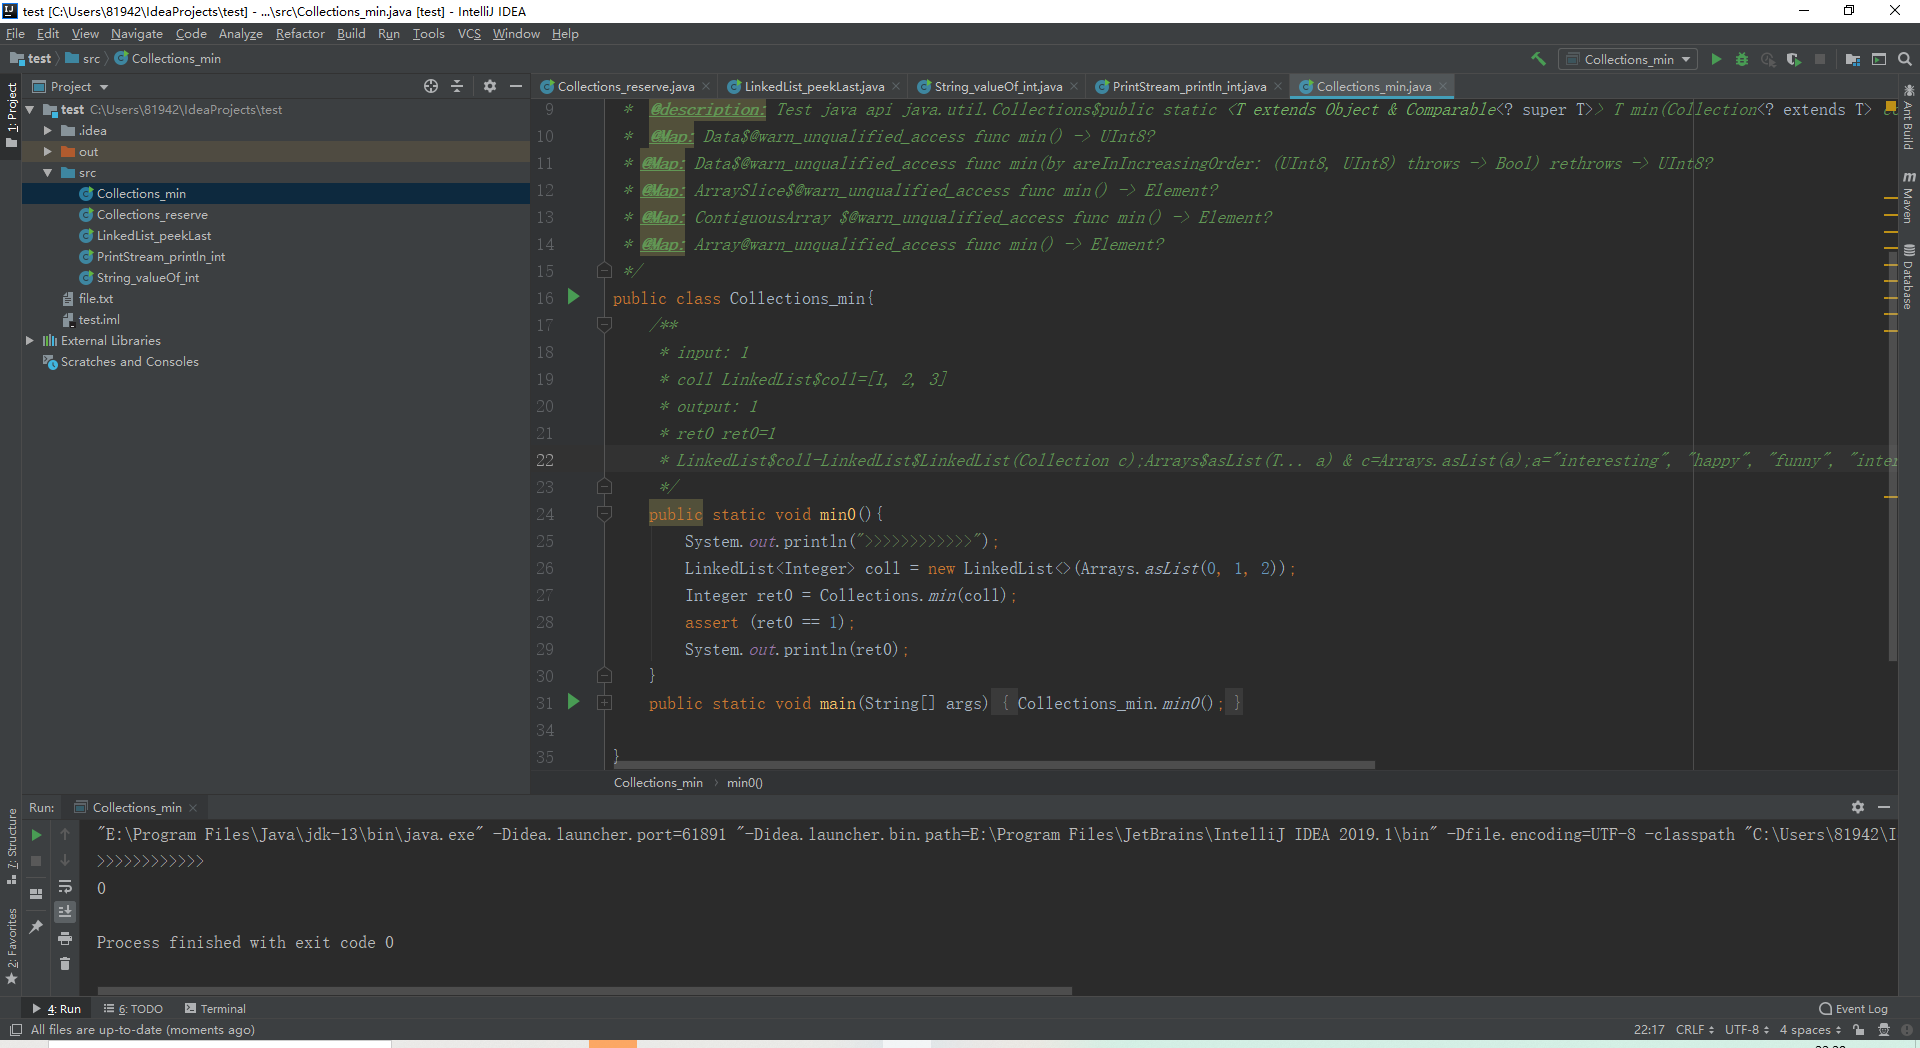 test [C:\Users\81942\IdeaProjects\test] - ...\src\Collections_min.java [test] - IntelliJ IDEA
File Edit View Navigate Code Analyze Refactor Build Run Tools VCS Window Help
test src Collections_min
Collections_min
Project
Collections_reserve.java LinkedList_peekLast.java String_valueOf_int.java PrintStream_println_int.java Collections_min.java
1: Project
test C:\Users\81942\IdeaProjects\test
.idea
out
src
Collections_min
Collections_reserve
LinkedList_peekLast
PrintStream_println_int
String_valueOf_int
file.txt
test.iml
External Libraries
Scratches and Consoles
9 * @description: Test java api java.util.Collections$public static <T extends Object & Comparable<? super T>> T min(Collection<? extends T>
10 * @Map: Data$@warn_unqualified_access func min() -> UInt8?
11 * @Map: Data$@warn_unqualified_access func min(by areInIncreasingOrder: (UInt8, UInt8) throws -> Bool) rethrows -> UInt8?
12 * @Map: ArraySlice$@warn_unqualified_access func min() -> Element?
13 * @Map: ContiguousArray $@warn_unqualified_access func min() -> Element?
14 * @Map: Array@warn_unqualified_access func min() -> Element?
15 */
16 public class Collections_min{
17 /**
18 * input: 1
19 * coll LinkedList$coll=[1, 2, 3]
20 * output: 1
21 * ret0 ret0=1
22 * LinkedList$coll-LinkedList$LinkedList(Collection c);Arrays$asList(T... a) & c=Arrays.asList(a);a="interesting", "happy", "funny", "inter
23 */
24 public static void min0(){
25 System.out.println(">>>>>>>>>>>>");
26 LinkedList<Integer> coll = new LinkedList<>(Arrays.asList(0, 1, 2));
27 Integer ret0 = Collections.min(coll);
28 assert (ret0 == 1);
29 System.out.println(ret0);
30 }
31 public static void main(String[] args) { Collections_min.min0(); }
34
35 }
Collections_min min0()
Ant Build
Maven
Database
Run: Collections_min
"E:\Program Files\Java\jdk-13\bin\java.exe" -Didea.launcher.port=61891 "-Didea.launcher.bin.path=E:\Program Files\JetBrains\IntelliJ IDEA 2019.1\bin" -Dfile.encoding=UTF-8 -classpath "C:\Users\81942\I
>>>>>>>>>>>>
0
Process finished with exit code 0
7: Structure
2: Favorites
4: Run 6: TODO Terminal
Event Log
All files are up-to-date (moments ago)
22:17 CRLF UTF-8 4 spaces